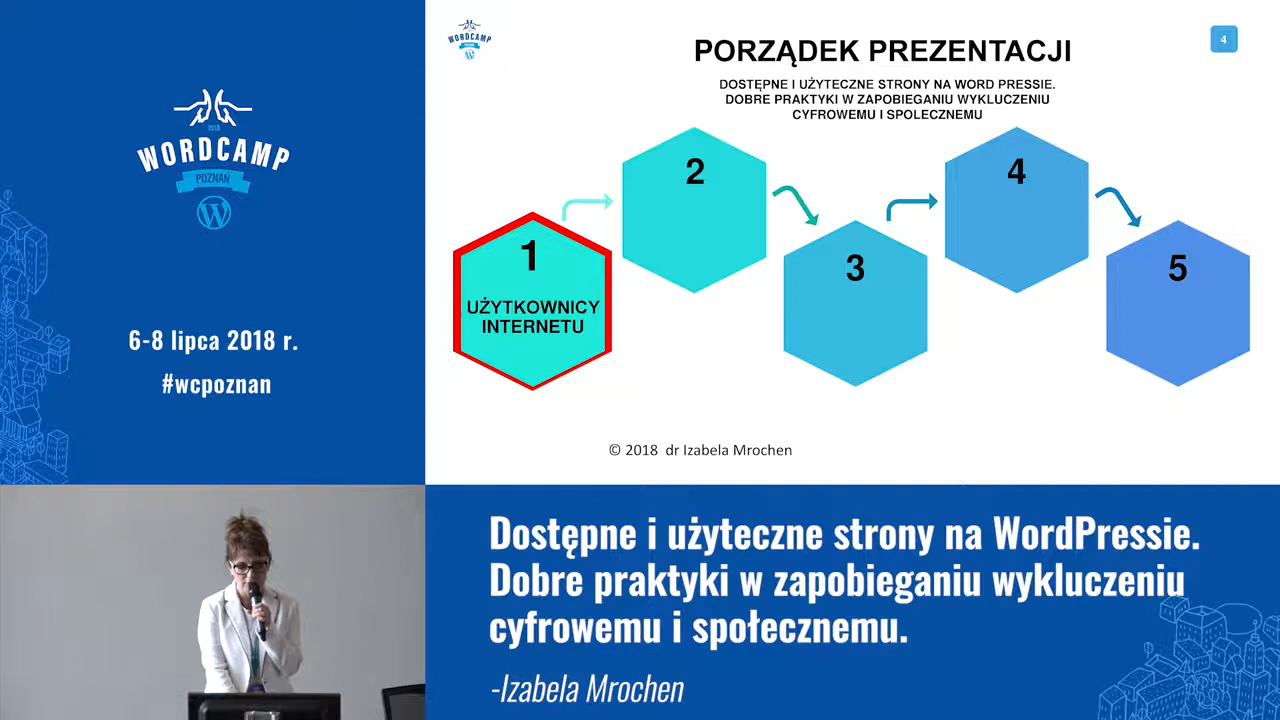 2018
WORDCAMP
POZNAŃ
6-8 lipca 2018 r.
#wcpoznan
WORDCAMP
4
PORZĄDEK PREZENTACJI
DOSTĘPNE I UŻYTECZNE STRONY NA WORD PRESSIE.
DOBRE PRAKTYKI W ZAPOBIEGANIU WYKLUCZENIU
CYFROWEMU I SPOLECZNEMU
1
UŻYTKOWNICY
INTERNETU
2
3
4
5
© 2018 dr Izabela Mrochen
Dostępne i użyteczne strony na WordPressie.
Dobre praktyki w zapobieganiu wykluczeniu
cyfrowemu i społecznemu.
-Izabela Mrochen